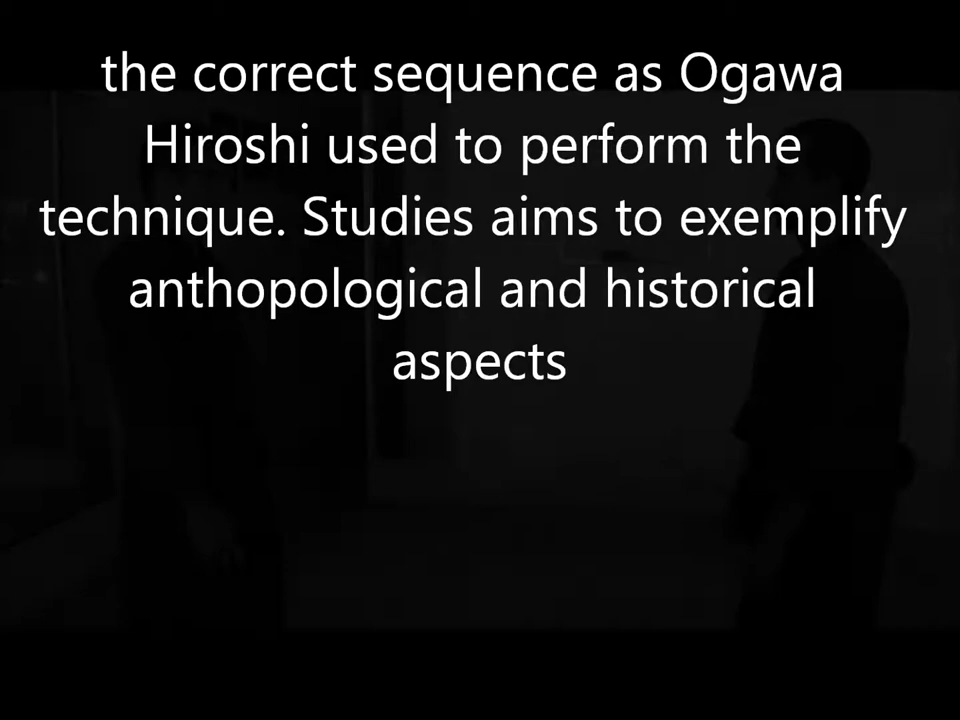 the correct sequence as Ogawa
Hiroshi used to perform the
technique. Studies aims to exemplify
anthopological and historical
aspects